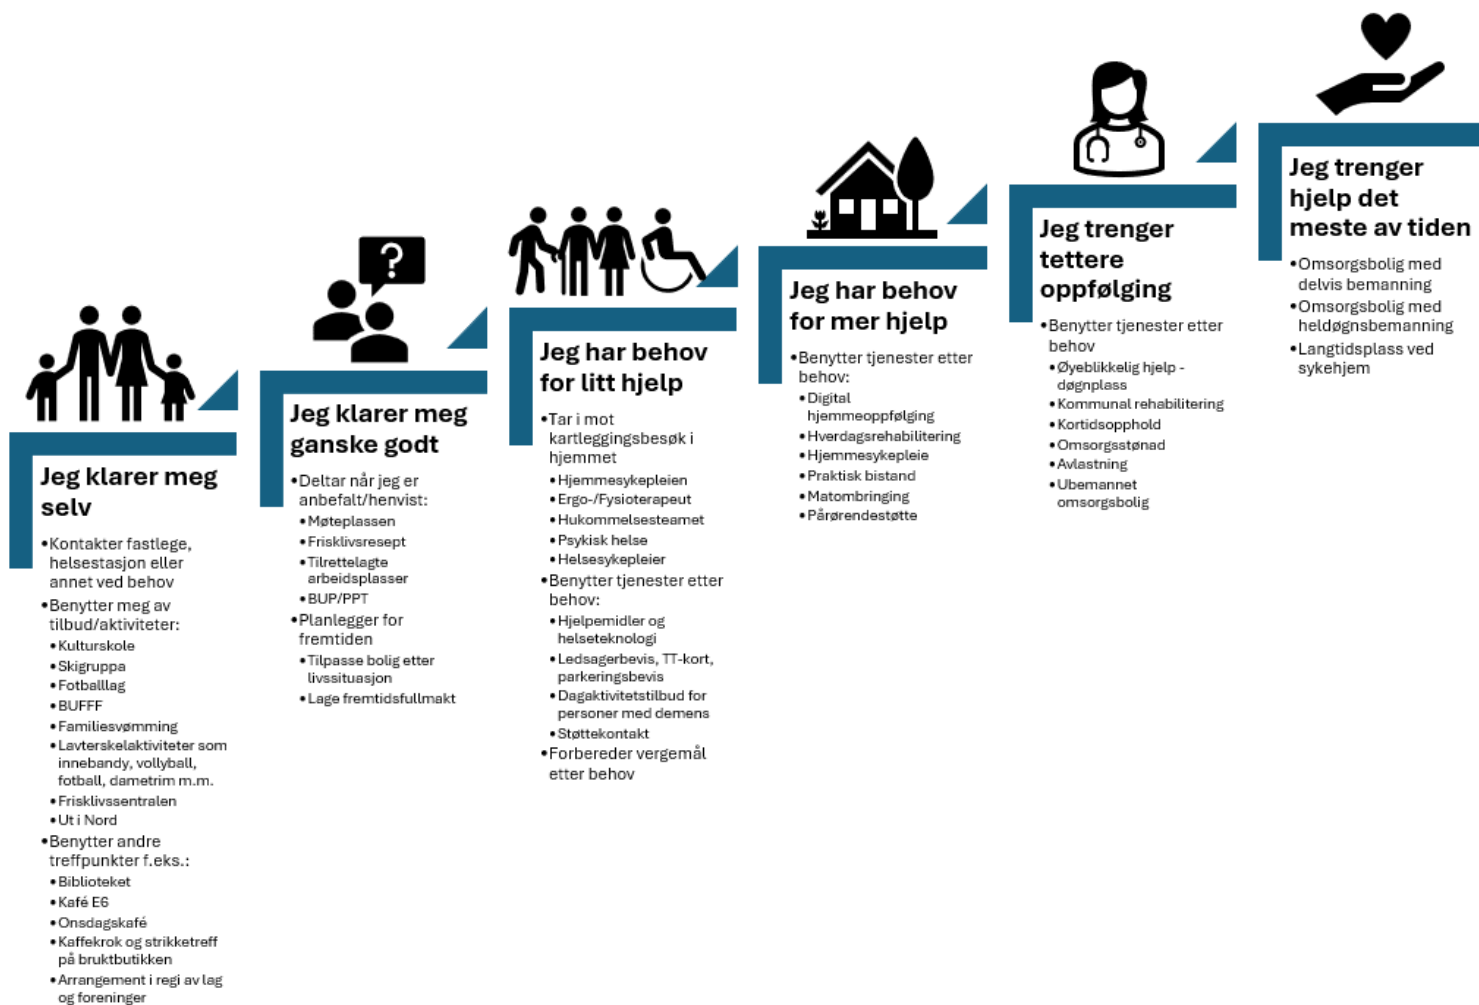 Jeg klarer meg
selv
•Kontakter fastlege,
helsestasjon eller
annet ved behov
•Benytter meg av
tilbud/aktiviteter:
•Kulturskole
•Skigruppa
•Fotballlag
•BUFFF
•Familiesvømming
•Lavterskelaktiviteter som
innebandy, vollyball,
fotball, dametrim m.m.
•Frisklivssentralen
•Ut i Nord
•Benytter andre
treffpunkter f.eks.:
•Biblioteket
•Kafé E6
•Onsdagskafé
•Kaffekrok og strikketreff
på bruktbutikken
•Arrangement i regi av lag
og foreninger
?
Jeg klarer meg
ganske godt
•Deltar når jeg er
anbefalt/henvist:
•Møteplassen
•Frisklivsresept
•Tilrettelagte
arbeidsplasser
•BUP/PPT
•Planlegger for
fremtiden
•Tilpasse bolig etter
livssituasjon
•Lage fremtidsfullmakt
Jeg har behov
for litt hjelp
•Tar i mot
kartleggingsbesøk i
hjemmet
•Hjemmesykepleien
•Ergo-/Fysioterapeut
•Hukommelsesteamet
•Psykisk helse
•Helsesykepleier
•Benytter tjenester etter
behov:
•Hjelpemidler og
helseteknologi
•Ledsagerbevis, TT-kort,
parkeringsbevis
•Dagaktivitetstilbud for
personer med demens
•Støttekontakt
•Forbereder vergemål
etter behov
Jeg har behov
for mer hjelp
•Benytter tjenester etter
behov:
•Digital
hjemmeoppfølging
•Hverdagsrehabilitering
•Hjemmesykepleie
•Praktisk bistand
•Matombringing
•Pårørendestøtte
Jeg trenger
tettere
oppfølging
•Benytter tjenester etter
behov
•Øyeblikkelig hjelp -
døgnplass
•Kommunal rehabilitering
•Kortidsopphold
•Omsorgsstønad
•Avlastning
•Ubemannet
omsorgsbolig
Jeg trenger
hjelp det
meste av tiden
•Omsorgsbolig med
delvis bemanning
•Omsorgsbolig med
heldøgnsbemanning
•Langtidsplass ved
sykehjem